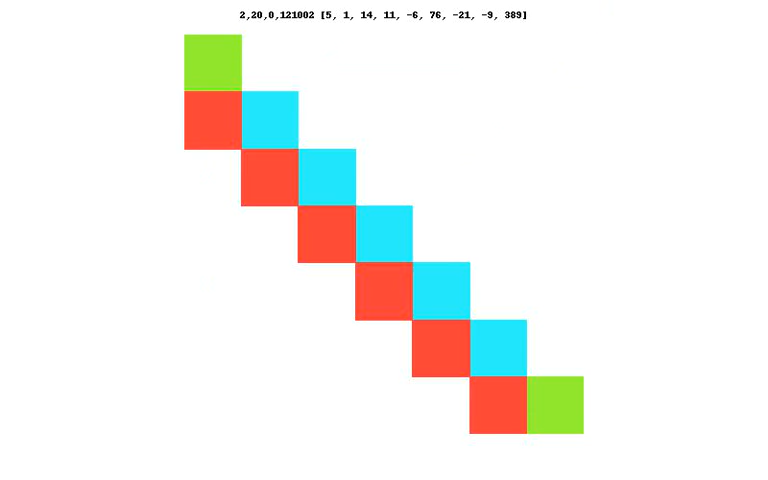 2,20,0,121002 [5, 1, 14, 11, -6, 76, -21, -9, 389]